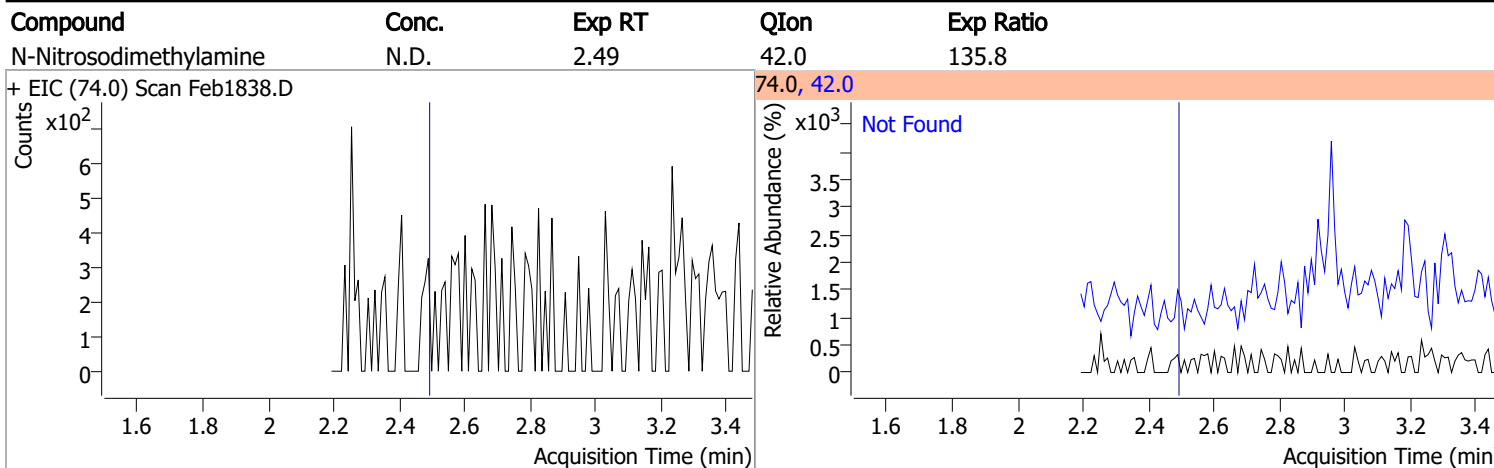 Compound Conc. Exp RT QIon Exp Ratio
N-Nitrosodimethylamine N.D. 2.49 42.0 135.8
+ EIC (74.0) Scan Feb1838.D
Counts
x10²
6
5
4
3
2
1
0
1.6 1.8 2 2.2 2.4 2.6 2.8 3 3.2 3.4
Acquisition Time (min)
74.0, 42.0
Relative Abundance (%)
x10³
Not Found
3.5
3
2.5
2
1.5
1
0.5
0
1.6 1.8 2 2.2 2.4 2.6 2.8 3 3.2 3.4
Acquisition Time (min)